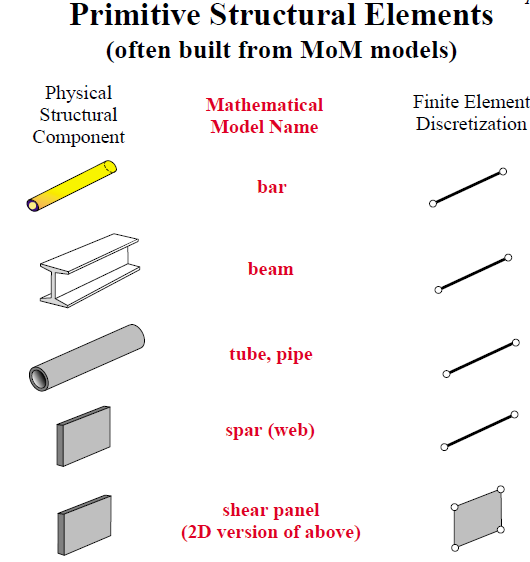 Primitive Structural Elements
(often built from MoM models)
Physical
Structural
Component
Mathematical
Model Name
Finite Element
Discretization
bar
beam
tube, pipe
spar (web)
shear panel
(2D version of above)